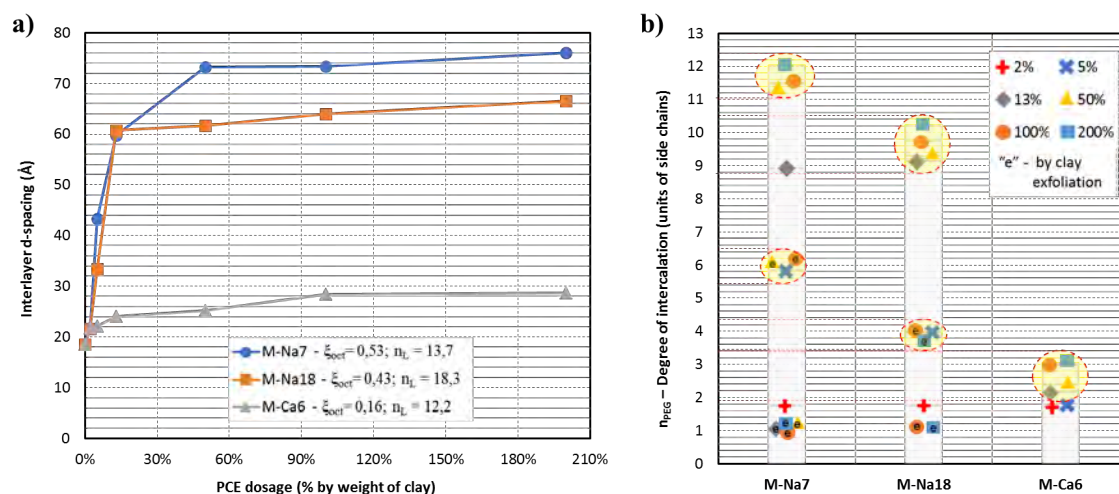 a)
80
70
60
50
40
30
20
10
0
Interlayer d-spacing (Å)
M-Na7 - ξoct= 0,53; nL = 13,7
M-Na18 - ξoct= 0,43; nL = 18,3
M-Ca6 - ξoct= 0,16; nL = 12,2
0% 30% 60% 90% 120% 150% 180% 210%
PCE dosage (% by weight of clay)
b)
13
12
11
10
9
8
7
6
5
4
3
2
1
0
nPEG – Degree of intercalation (units of side chains)
2% 5%
13% 50%
100% 200%
"e" - by clay
exfoliation
e e
e e
e
e e e
e
e e
M-Na7 M-Na18 M-Ca6